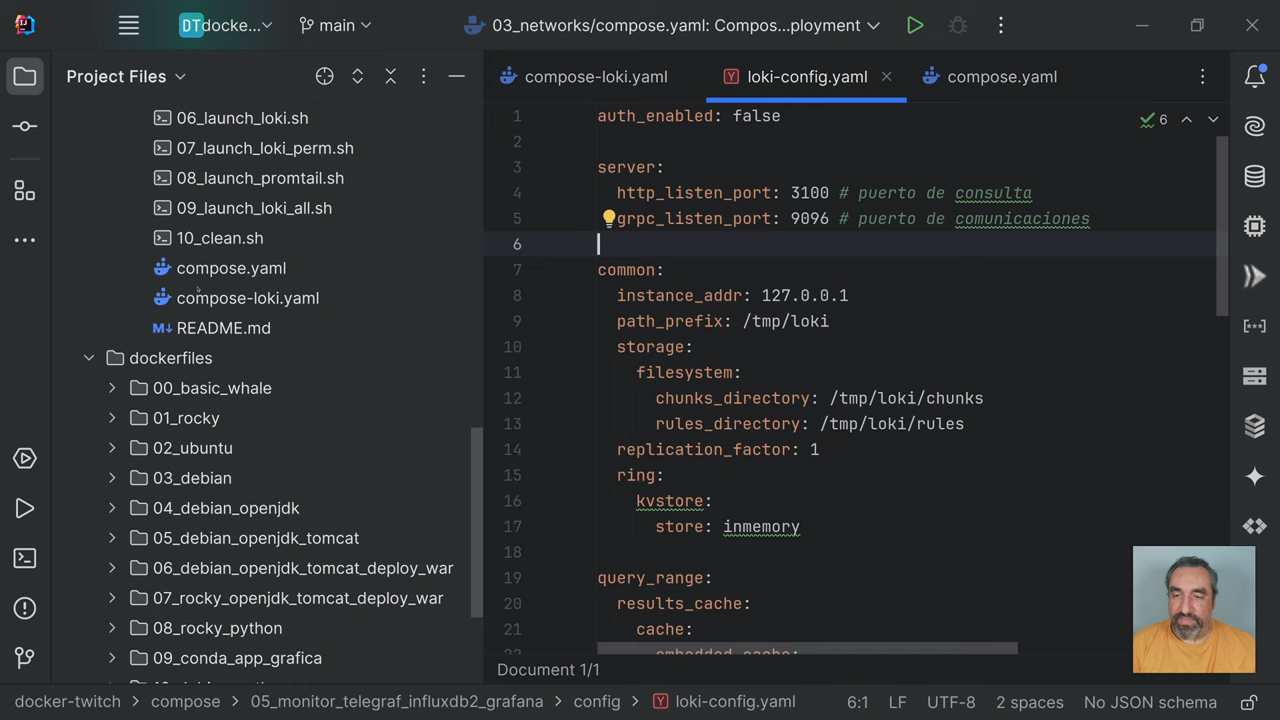 DT docke...
main
03_networks/compose.yaml: Compos...ployment
Project Files
compose-loki.yaml
loki-config.yaml
compose.yaml
06_launch_loki.sh
07_launch_loki_perm.sh
08_launch_promtail.sh
09_launch_loki_all.sh
10_clean.sh
compose.yaml
compose-loki.yaml
README.md
dockerfiles
00_basic_whale
01_rocky
02_ubuntu
03_debian
04_debian_openjdk
05_debian_openjdk_tomcat
06_debian_openjdk_tomcat_deploy_war
07_rocky_openjdk_tomcat_deploy_war
08_rocky_python
09_conda_app_grafica
6
1 auth_enabled: false
2
3 server:
4 http_listen_port: 3100 # puerto de consulta
5 grpc_listen_port: 9096 # puerto de comunicaciones
6
7 common:
8 instance_addr: 127.0.0.1
9 path_prefix: /tmp/loki
10 storage:
11 filesystem:
12 chunks_directory: /tmp/loki/chunks
13 rules_directory: /tmp/loki/rules
14 replication_factor: 1
15 ring:
16 kvstore:
17 store: inmemory
18
19 query_range:
20 results_cache:
21 cache:
Document 1/1
docker-twitch > compose > 05_monitor_telegraf_influxdb2_grafana > config > loki-config.yaml
6:1 LF UTF-8 2 spaces No JSON schema